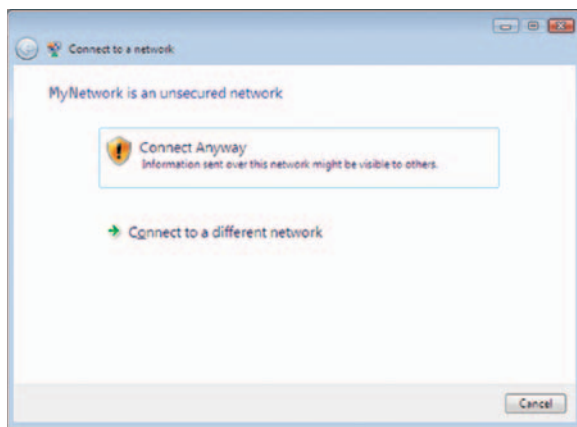 Connect to a network
MyNetwork is an unsecured network
Connect Anyway
Information sent over this network might be visible to others.
Connect to a different network
Cancel